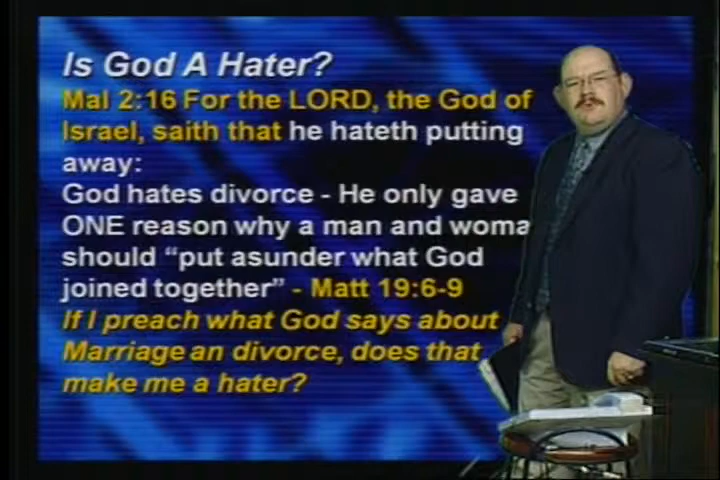 Is God A Hater?
Mal 2:16 For the LORD, the God of
Israel, saith that he hateth putting
away:
God hates divorce - He only gave
ONE reason why a man and woma
should “put asunder what God
joined together” - Matt 19:6-9
If I preach what God says about
Marriage an divorce, does that
make me a hater?